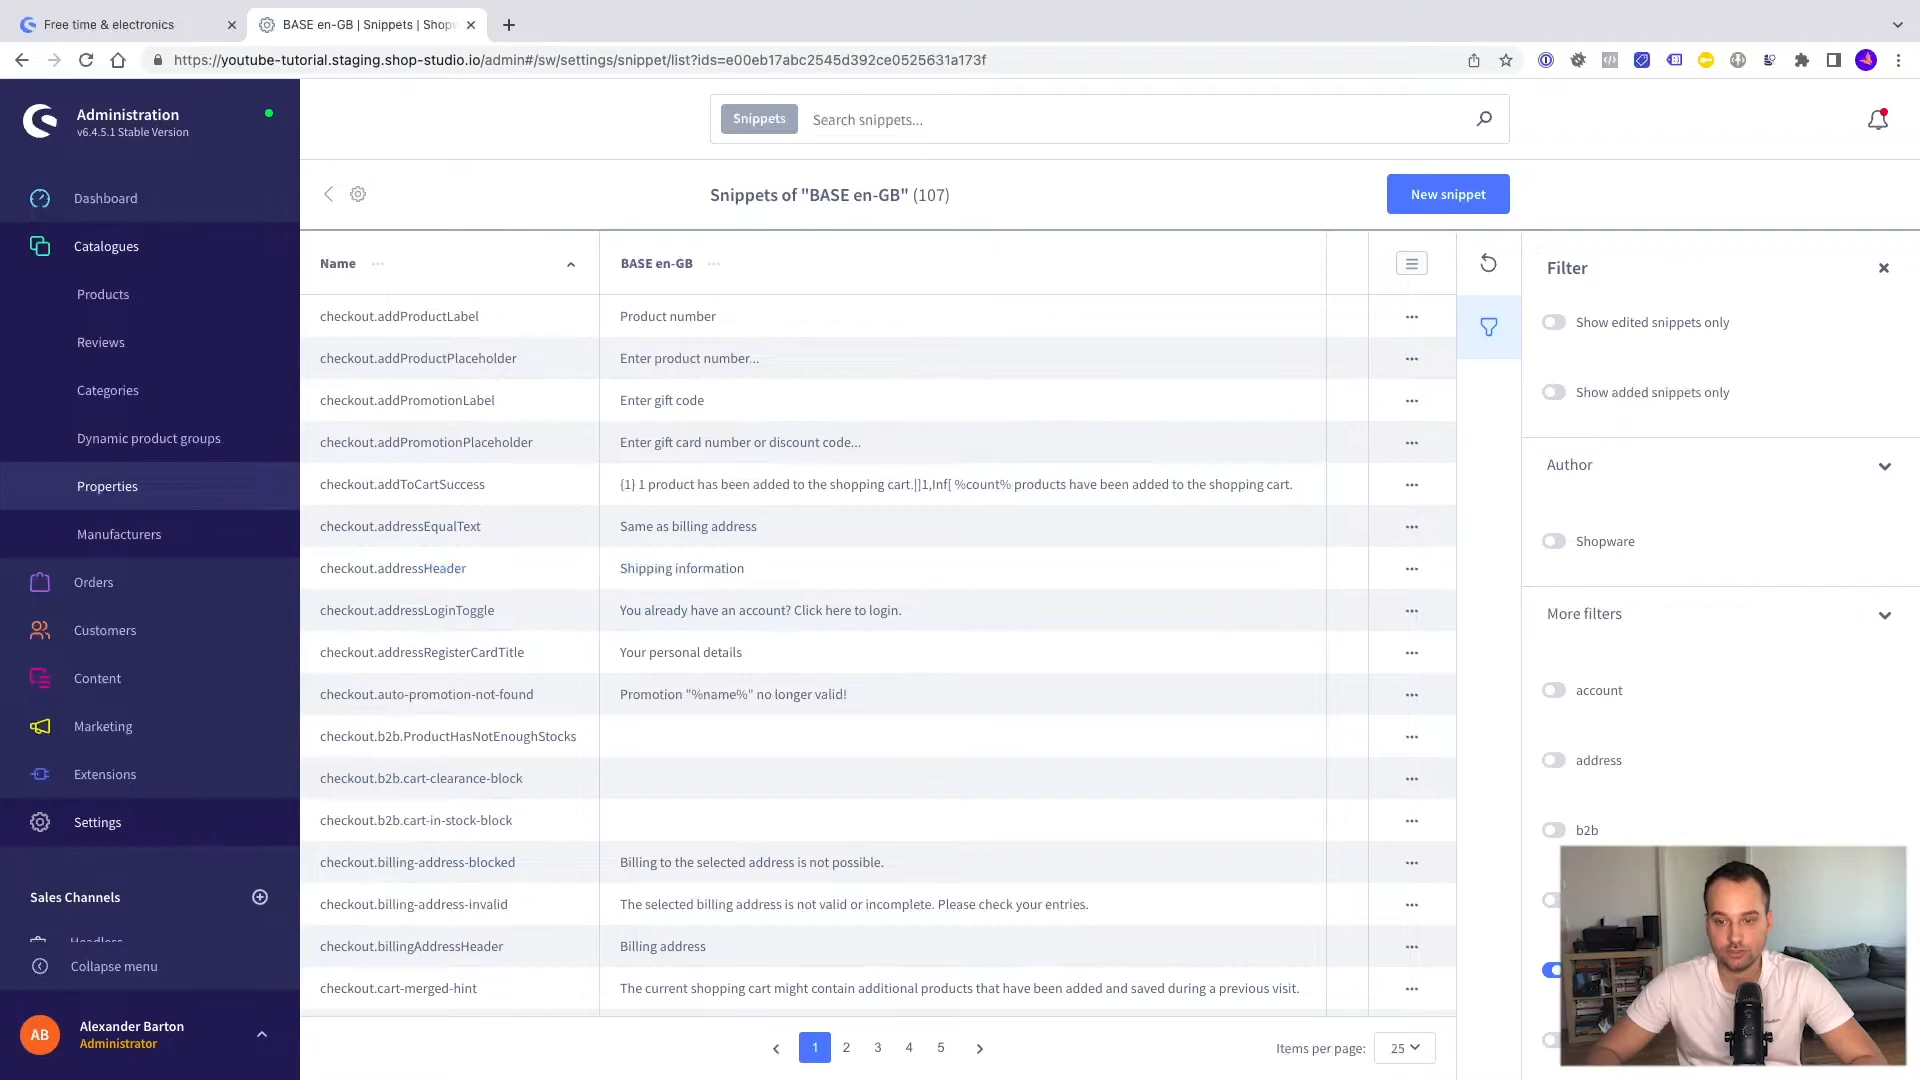 Free time & electronics
BASE en-GB | Snippets | Shopw
https://youtube-tutorial.staging.shop-studio.io/admin#/sw/settings/snippet/list?ids=e00eb17abc2545d392ce0525631a173f
Administration
v6.4.5.1 Stable Version
Snippets
Search snippets...
Dashboard
Catalogues
Products
Reviews
Categories
Dynamic product groups
Properties
Manufacturers
Orders
Customers
Content
Marketing
Extensions
Settings
Sales Channels
Headless
Collapse menu
AB
Alexander Barton
Administrator
Snippets of "BASE en-GB" (107)
New snippet
Name
BASE en-GB
checkout.addProductLabel
Product number
checkout.addProductPlaceholder
Enter product number...
checkout.addPromotionLabel
Enter gift code
checkout.addPromotionPlaceholder
Enter gift card number or discount code...
checkout.addToCartSuccess
{1} 1 product has been added to the shopping cart.|]1,Inf[ %count% products have been added to the shopping cart.
checkout.addressEqualText
Same as billing address
checkout.addressHeader
Shipping information
checkout.addressLoginToggle
You already have an account? Click here to login.
checkout.addressRegisterCardTitle
Your personal details
checkout.auto-promotion-not-found
Promotion "%name%" no longer valid!
checkout.b2b.ProductHasNotEnoughStocks
checkout.b2b.cart-clearance-block
checkout.b2b.cart-in-stock-block
checkout.billing-address-blocked
Billing to the selected address is not possible.
checkout.billing-address-invalid
The selected billing address is not valid or incomplete. Please check your entries.
checkout.billingAddressHeader
Billing address
checkout.cart-merged-hint
The current shopping cart might contain additional products that have been added and saved during a previous visit.
1
2
3
4
5
Items per page:
25
Filter
Show edited snippets only
Show added snippets only
Author
Shopware
More filters
account
address
b2b